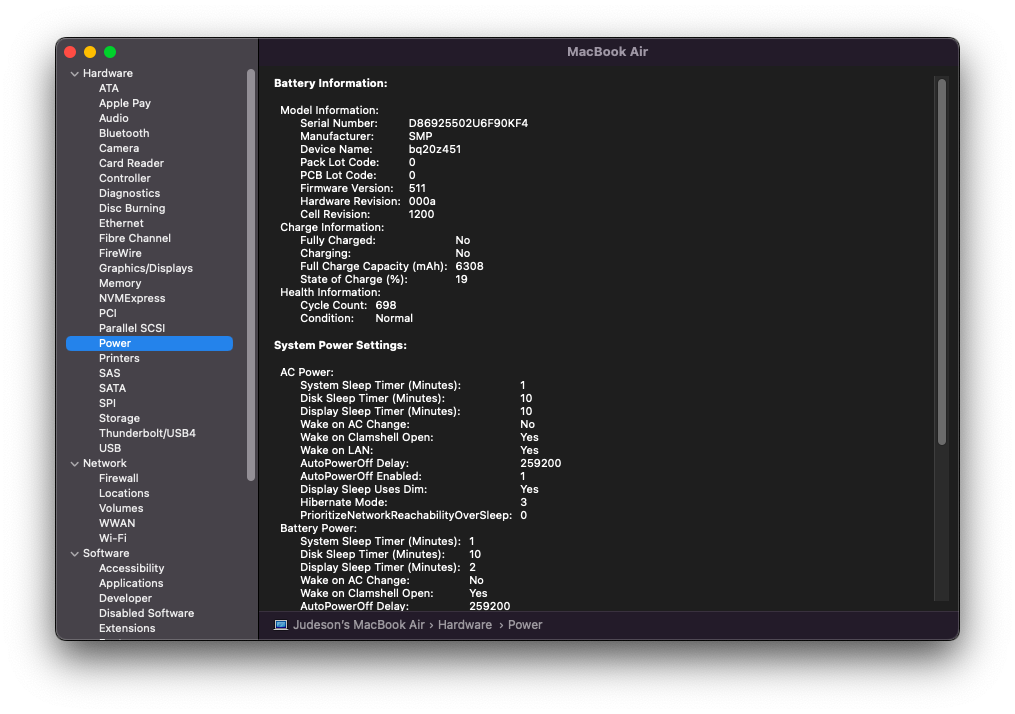 MacBook Air
Hardware
ATA
Apple Pay
Audio
Bluetooth
Camera
Card Reader
Controller
Diagnostics
Disc Burning
Ethernet
Fibre Channel
FireWire
Graphics/Displays
Memory
NVMExpress
PCI
Parallel SCSI
Power
Printers
SAS
SATA
SPI
Storage
Thunderbolt/USB4
USB
Network
Firewall
Locations
Volumes
WWAN
Wi-Fi
Software
Accessibility
Applications
Developer
Disabled Software
Extensions
Battery Information:
Model Information:
Serial Number: D86925502U6F90KF4
Manufacturer: SMP
Device Name: bq20z451
Pack Lot Code: 0
PCB Lot Code: 0
Firmware Version: 511
Hardware Revision: 000a
Cell Revision: 1200
Charge Information:
Fully Charged: No
Charging: No
Full Charge Capacity (mAh): 6308
State of Charge (%): 19
Health Information:
Cycle Count: 698
Condition: Normal
System Power Settings:
AC Power:
System Sleep Timer (Minutes): 1
Disk Sleep Timer (Minutes): 10
Display Sleep Timer (Minutes): 10
Wake on AC Change: No
Wake on Clamshell Open: Yes
Wake on LAN: Yes
AutoPowerOff Delay: 259200
AutoPowerOff Enabled: 1
Display Sleep Uses Dim: Yes
Hibernate Mode: 3
PrioritizeNetworkReachabilityOverSleep: 0
Battery Power:
System Sleep Timer (Minutes): 1
Disk Sleep Timer (Minutes): 10
Display Sleep Timer (Minutes): 2
Wake on AC Change: No
Wake on Clamshell Open: Yes
AutoPowerOff Delay: 259200
Judeson's MacBook Air › Hardware › Power